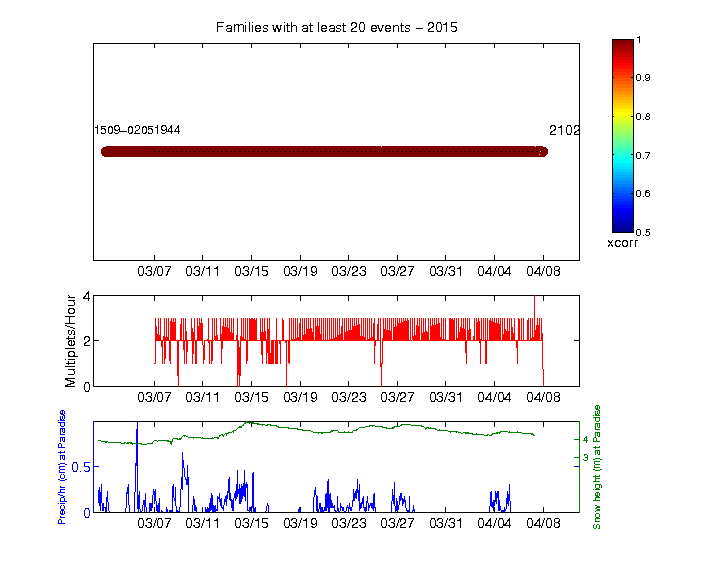 Families with at least 20 events − 2015
1509−02051944
2102
03/07 03/11 03/15 03/19 03/23 03/27 03/31 04/04 04/08
1
0.9
0.8
0.7
0.6
0.5
xcorr
Multiplets/Hour
4
2
0
03/07 03/11 03/15 03/19 03/23 03/27 03/31 04/04 04/08
Precip/hr (cm) at Paradise
0.5
0
4
3
Snow height (m) at Paradise
03/07 03/11 03/15 03/19 03/23 03/27 03/31 04/04 04/08